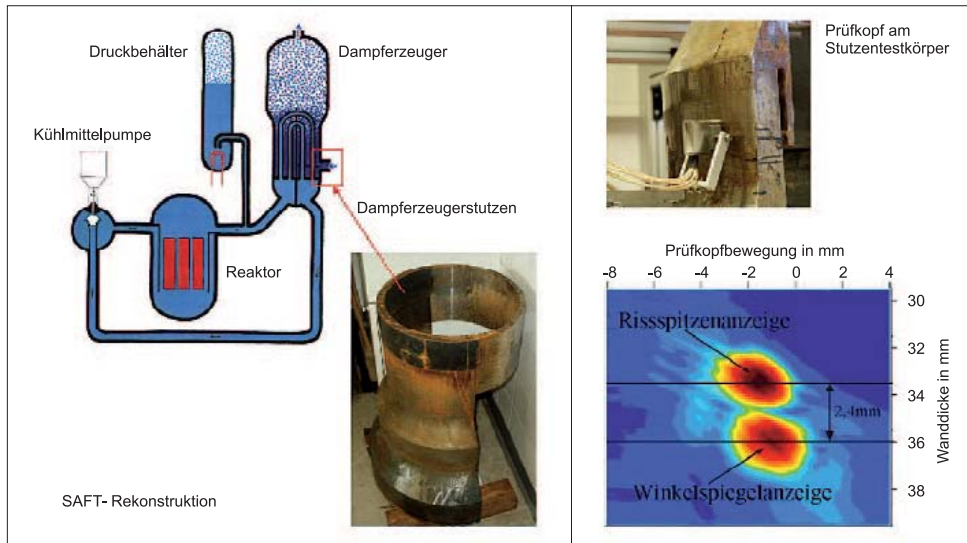 Druckbehälter
Dampferzeuger
Kühlmittelpumpe
Dampferzeugerstutzen
Reaktor
SAFT- Rekonstruktion
Prüfkopf am
Stutzentestkörper
Prüfkopfbewegung in mm
-8 -6 -4 -2 0 2 4
30
32
34
36
38
Wanddicke in mm
Rissspitzenanzeige
2,4mm
Winkelspiegelanzeige